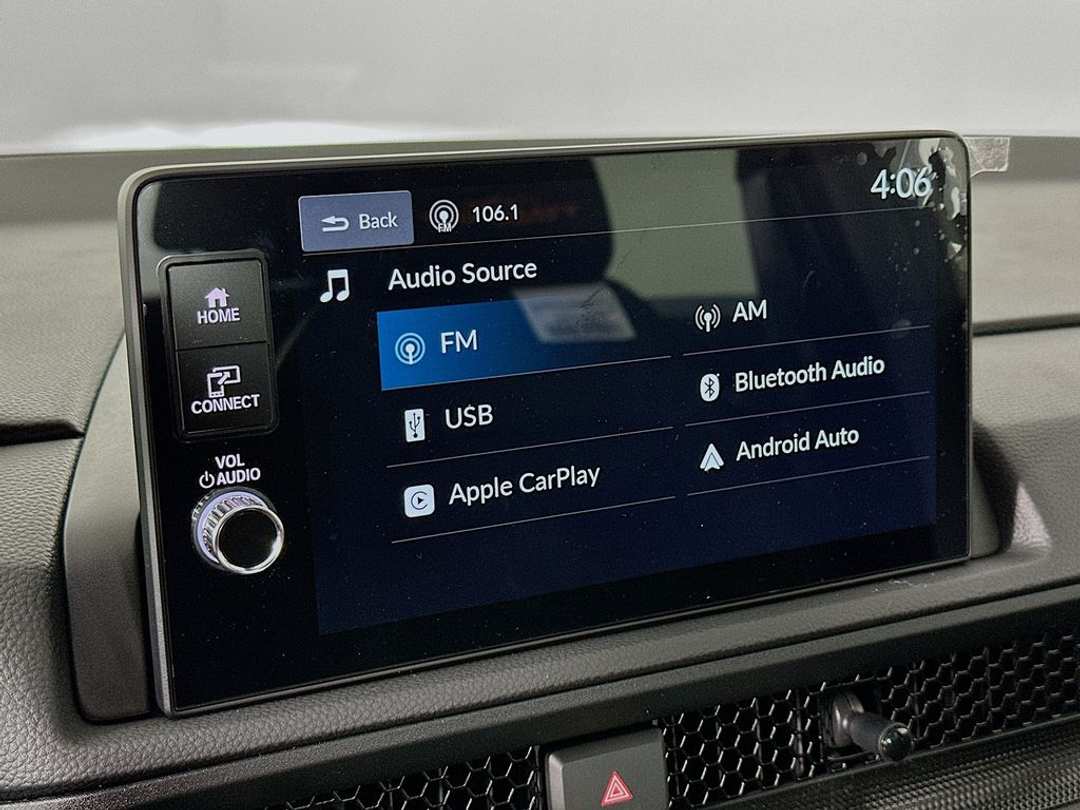 Back
FM
106.1
4:06
Audio Source
FM
AM
USB
Bluetooth Audio
Apple CarPlay
Android Auto
HOME
CONNECT
VOL
AUDIO